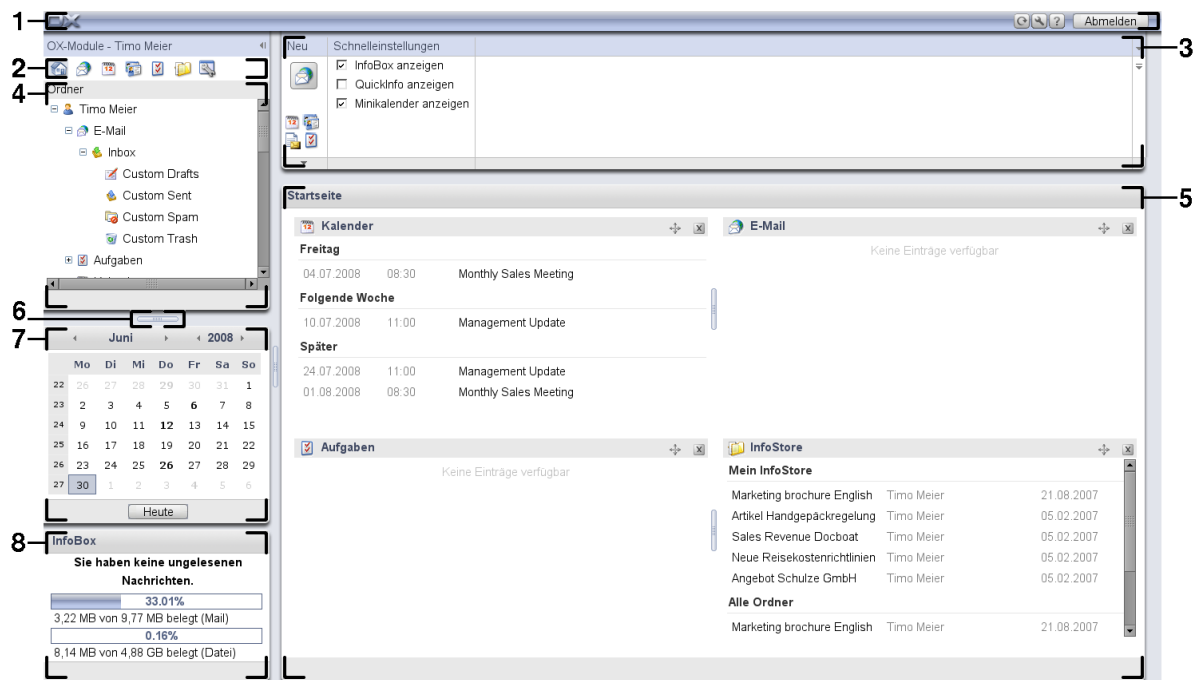 1 OX Abmelden
OX-Module - Timo Meier
2
Neu Schnelleinstellungen 3
InfoBox anzeigen
QuickInfo anzeigen
Minikalender anzeigen
4 Ordner
Timo Meier
E-Mail
Inbox
Custom Drafts
Custom Sent
Custom Spam
Custom Trash
Aufgaben
Startseite 5
Kalender
Freitag
04.07.2008 08:30 Monthly Sales Meeting
Folgende Woche
10.07.2008 11:00 Management Update
Später
24.07.2008 11:00 Management Update
01.08.2008 08:30 Monthly Sales Meeting
E-Mail
Keine Einträge verfügbar
6
7 Juni 2008
Mo Di Mi Do Fr Sa So
22 26 27 28 29 30 31 1
23 2 3 4 5 6 7 8
24 9 10 11 12 13 14 15
25 16 17 18 19 20 21 22
26 23 24 25 26 27 28 29
27 30 1 2 3 4 5 6
Heute
Aufgaben
Keine Einträge verfügbar
InfoStore
Mein InfoStore
Marketing brochure English Timo Meier 21.08.2007
Artikel Handgepäckregelung Timo Meier 05.02.2007
Sales Revenue Docboat Timo Meier 05.02.2007
Neue Reisekostenrichtlinien Timo Meier 05.02.2007
Angebot Schulze GmbH Timo Meier 05.02.2007
Alle Ordner
Marketing brochure English Timo Meier 21.08.2007
8 InfoBox
Sie haben keine ungelesenen
Nachrichten.
33.01%
3,22 MB von 9,77 MB belegt (Mail)
0.16%
8,14 MB von 4,88 GB belegt (Datei)